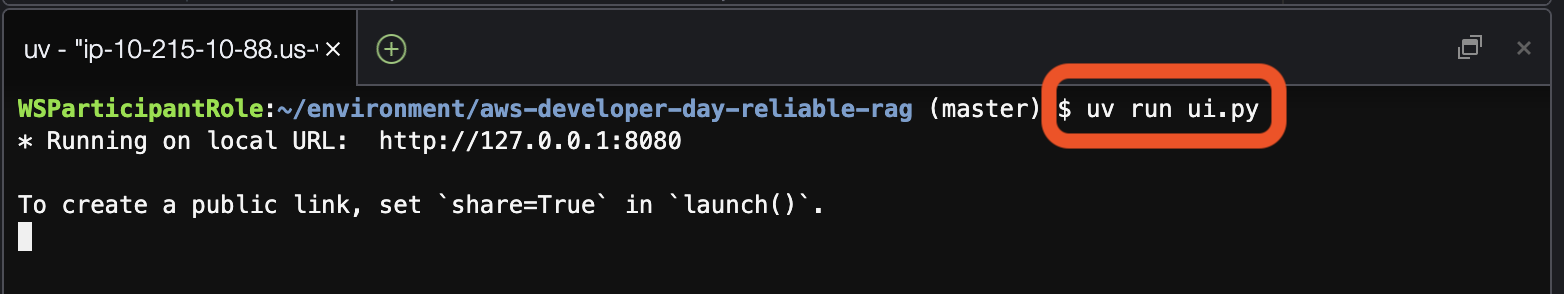 uv - "ip-10-215-10-88.us-
WSParticipantRole:~/environment/aws-developer-day-reliable-rag (master) $ uv run ui.py
* Running on local URL:  http://127.0.0.1:8080
To create a public link, set `share=True` in `launch()`.